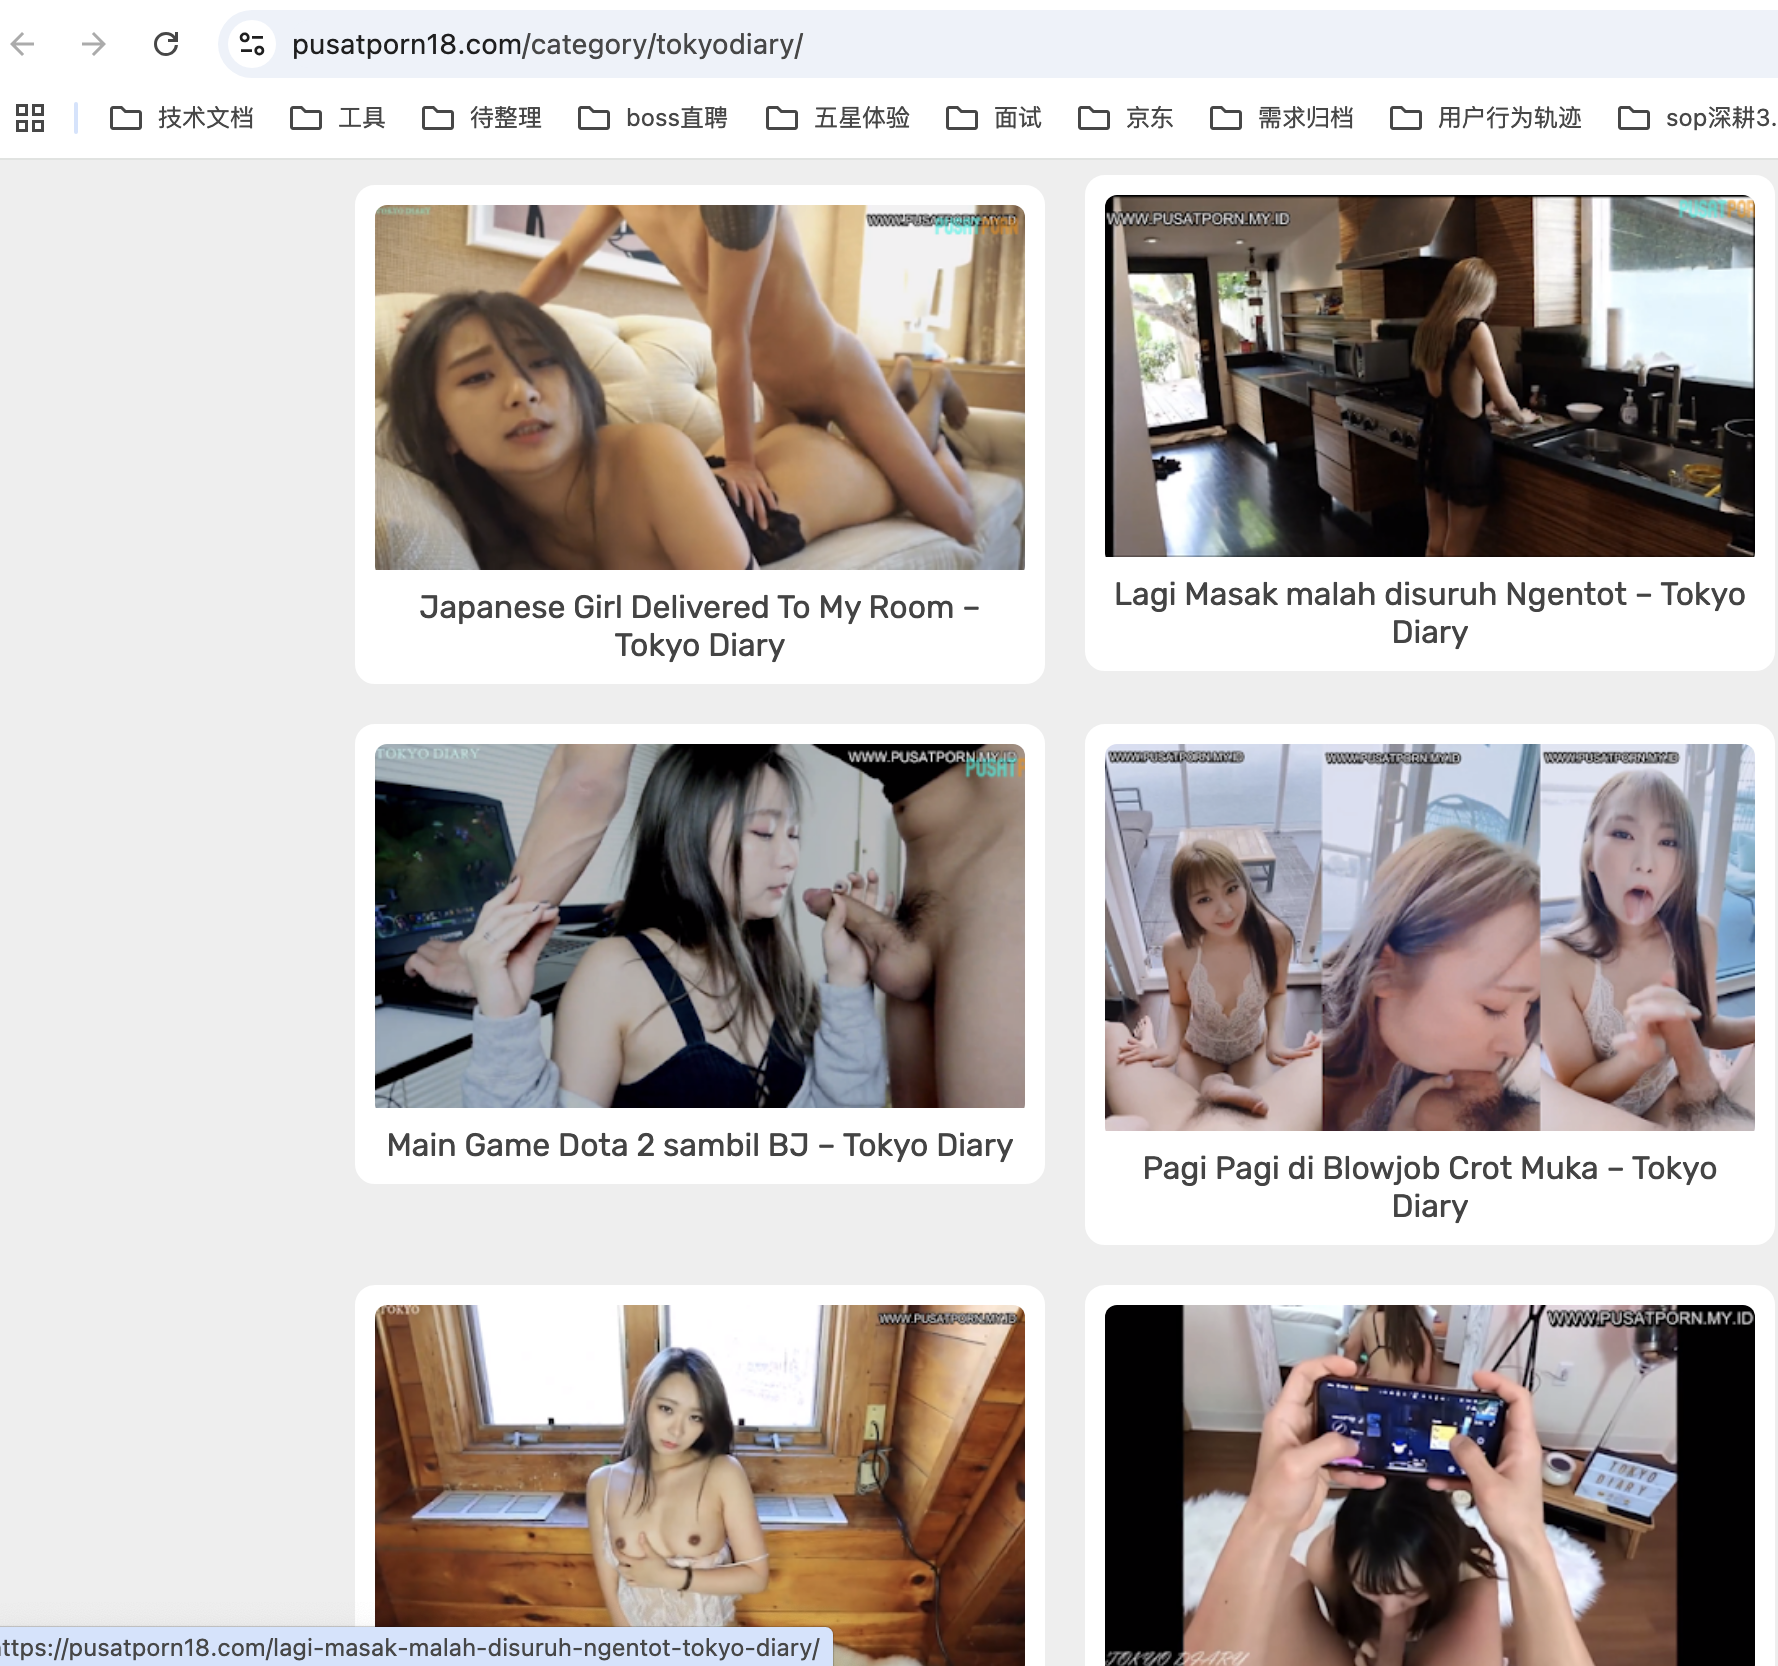 pusatporn18.com/category/tokyodiary/
技术文档 工具 待整理 boss直聘 五星体验 面试 京东 需求归档 用户行为轨迹 sop深耕3.
TOKYO DIARY
WWW.PUSATPORN.MY.ID
PUSATPORN
WWW.PUSATPORN.MY.ID
PUSATPOR
Japanese Girl Delivered To My Room –
Tokyo Diary
Lagi Masak malah disuruh Ngentot – Tokyo
Diary
TOKYO DIARY
WWW.PUSATPORN.MY.ID
PUSAT
WWW.PUSATPORN.MY.ID
WWW.PUSATPORN.MY.ID
WWW.PUSATPORN.MY.ID
Main Game Dota 2 sambil BJ – Tokyo Diary
Pagi Pagi di Blowjob Crot Muka – Tokyo
Diary
TOKYO
WWW.PUSATPORN.MY.ID
WWW.PUSATPORN.MY.ID
TOKYO
DIARY
TOKYO DIARY
ttps://pusatporn18.com/lagi-masak-malah-disuruh-ngentot-tokyo-diary/